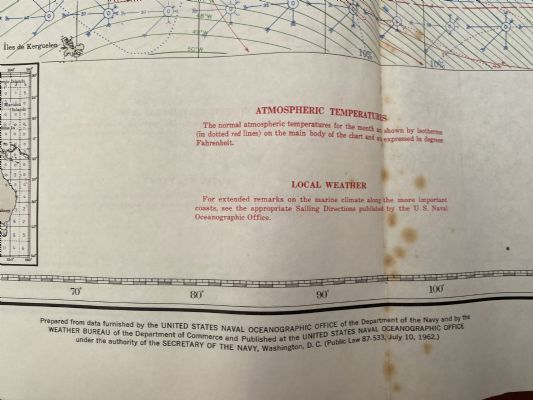 50°W
10%
10%
Îles de Kerguelen
ATMOSPHERIC TEMPERATURES
The normal atmospheric temperatures for the month are shown by isotherms
(in dotted red lines) on the main body of the chart and are expressed in degrees
Fahrenheit.
LOCAL WEATHER
For extended remarks on the marine climate along the more important
coasts, see the appropriate Sailing Directions published by the U. S. Naval
Oceanographic Office.
70° 80° 90° 100°
Prepared from data furnished by the UNITED STATES NAVAL OCEANOGRAPHIC OFFICE of the Department of the Navy and by the
WEATHER BUREAU of the Department of Commerce and Published at the UNITED STATES NAVAL OCEANOGRAPHIC OFFICE
under the authority of the SECRETARY OF THE NAVY, Washington, D. C. (Public Law 87-533, July 10, 1962.)